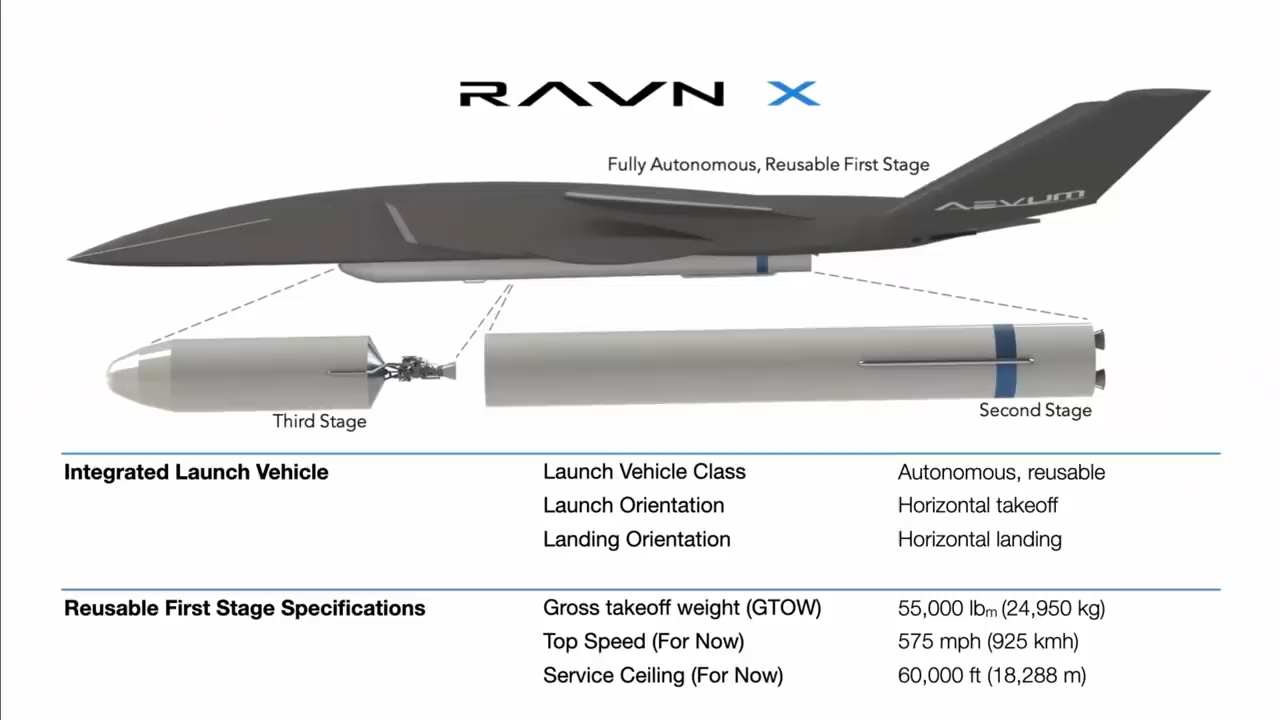 RAVN X
Fully Autonomous, Reusable First Stage
AEVUM
Third Stage
Second Stage
Integrated Launch Vehicle
Launch Vehicle Class
Autonomous, reusable
Launch Orientation
Horizontal takeoff
Landing Orientation
Horizontal landing
Reusable First Stage Specifications
Gross takeoff weight (GTOW)
55,000 lbm (24,950 kg)
Top Speed (For Now)
575 mph (925 kmh)
Service Ceiling (For Now)
60,000 ft (18,288 m)